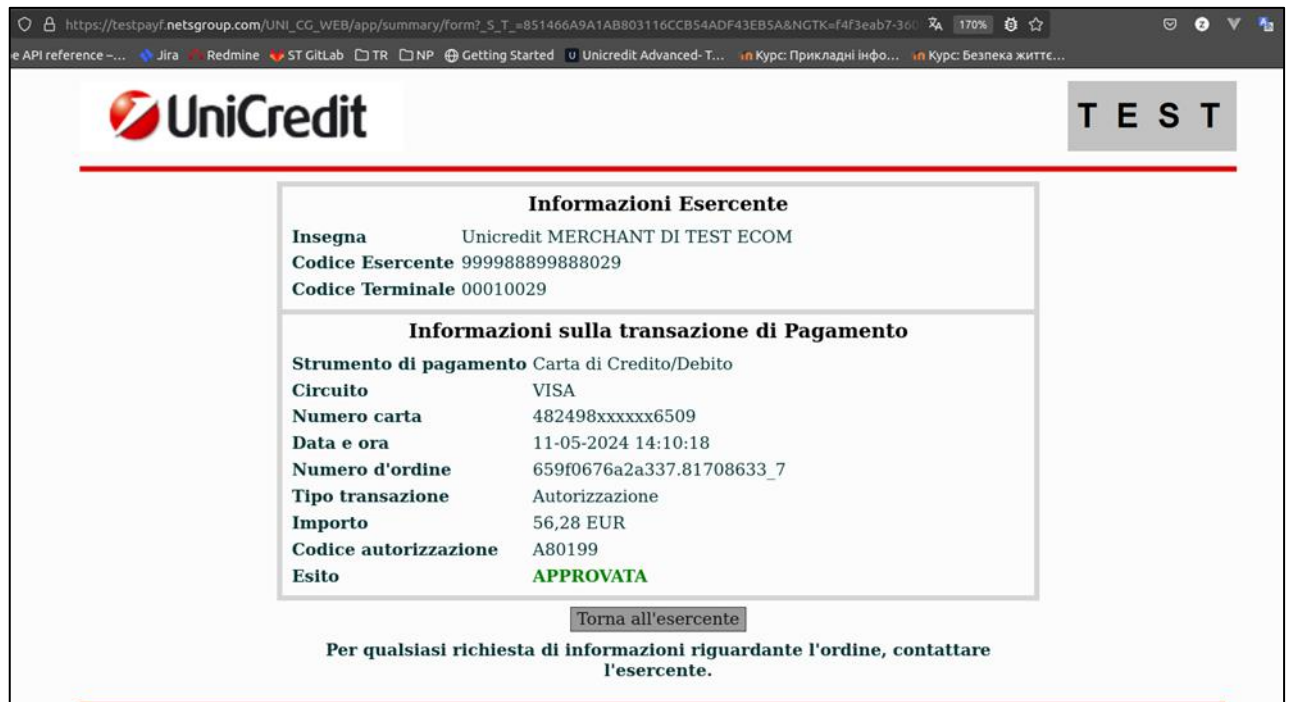 https://testpayf.netsgroup.com/UNI_CG_WEB/app/summary/form?_S_T_=851466A9A1AB803116CCB54ADF43EB5A&NGTK=f4f3eab7-360 170%
e API reference –... Jira Redmine ST GitLab TR NP Getting Started Unicredit Advanced- T... Курс: Прикладні інфо... Курс: Безпека життє...
UniCredit TEST
Informazioni Esercente
Insegna Unicredit MERCHANT DI TEST ECOM
Codice Esercente 999988899888029
Codice Terminale 00010029
Informazioni sulla transazione di Pagamento
Strumento di pagamento Carta di Credito/Debito
Circuito VISA
Numero carta 482498xxxxxx6509
Data e ora 11-05-2024 14:10:18
Numero d'ordine 659f0676a2a337.81708633_7
Tipo transazione Autorizzazione
Importo 56,28 EUR
Codice autorizzazione A80199
Esito APPROVATA
Torna all'esercente
Per qualsiasi richiesta di informazioni riguardante l'ordine, contattare
l'esercente.